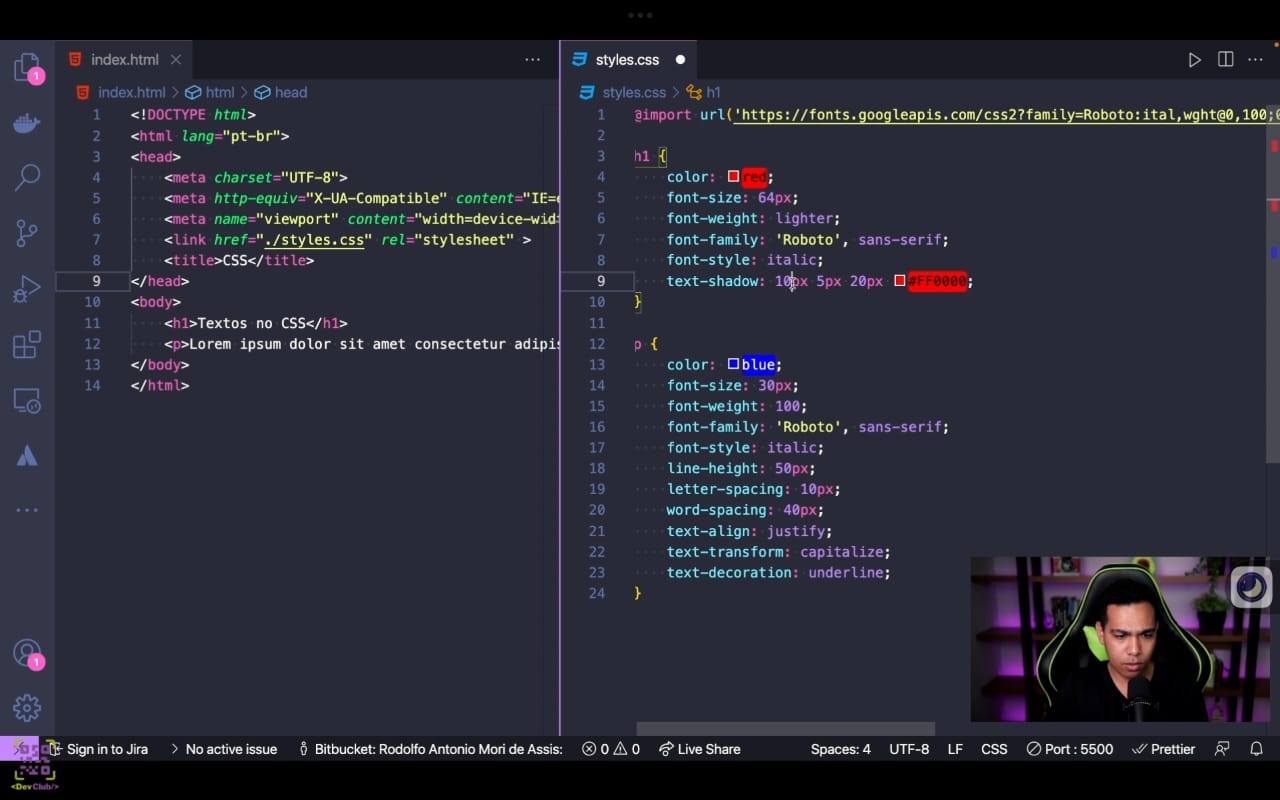 index.html
index.html > html > head
1 <!DOCTYPE html>
2 <html lang="pt-br">
3 <head>
4 <meta charset="UTF-8">
5 <meta http-equiv="X-UA-Compatible" content="IE=
6 <meta name="viewport" content="width=device-wid
7 <link href="./styles.css" rel="stylesheet" >
8 <title>CSS</title>
9 </head>
10 <body>
11 <h1>Textos no CSS</h1>
12 <p>Lorem ipsum dolor sit amet consectetur adipis
13 </body>
14 </html>
styles.css
styles.css > h1
1 @import url('https://fonts.googleapis.com/css2?family=Roboto:ital,wght@0,100;
2
3 h1 {
4 color: red;
5 font-size: 64px;
6 font-weight: lighter;
7 font-family: 'Roboto', sans-serif;
8 font-style: italic;
9 text-shadow: 10px 5px 20px #FF0000;
10 }
11
12 p {
13 color: blue;
14 font-size: 30px;
15 font-weight: 100;
16 font-family: 'Roboto', sans-serif;
17 font-style: italic;
18 line-height: 50px;
19 letter-spacing: 10px;
20 word-spacing: 40px;
21 text-align: justify;
22 text-transform: capitalize;
23 text-decoration: underline;
24 }
1
1
Sign in to Jira > No active issue Bitbucket: Rodolfo Antonio Mori de Assis: 0 0 Live Share Spaces: 4 UTF-8 LF CSS Port : 5500 Prettier
<DevClub/>